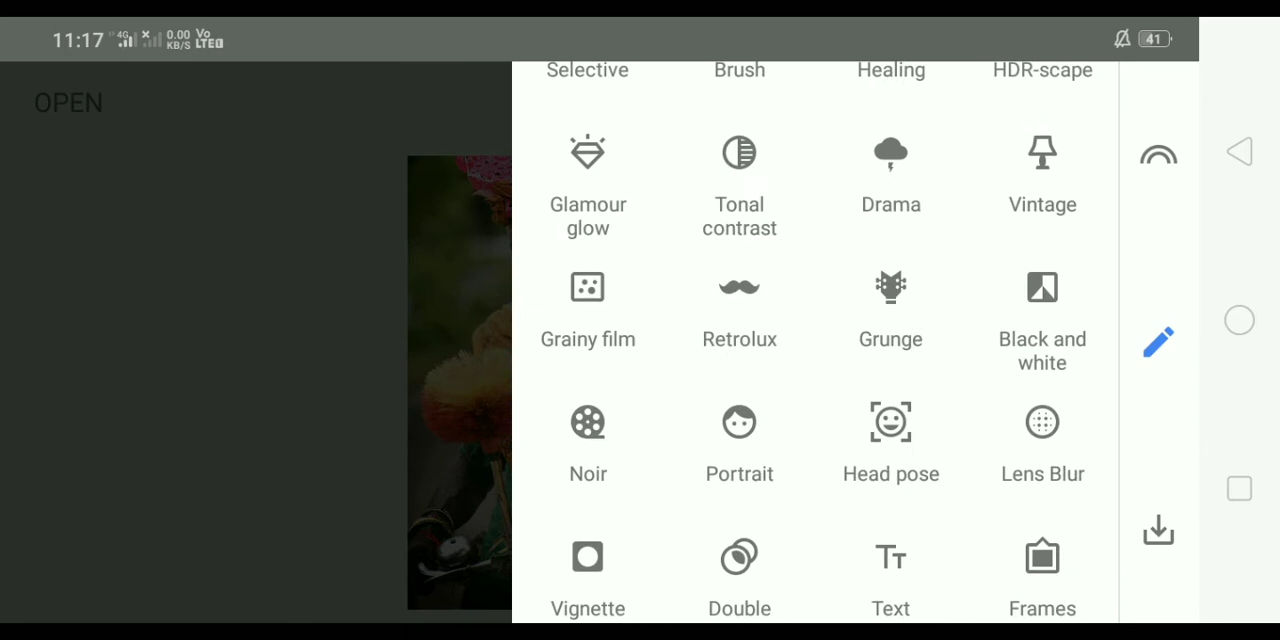 11:17 4G 0.00 KB/S Vo LTE 41
OPEN
Selective Brush Healing HDR-scape
Glamour glow
Tonal contrast
Drama
Vintage
Grainy film
Retrolux
Grunge
Black and white
Noir
Portrait
Head pose
Lens Blur
Vignette
Double
Text
Frames